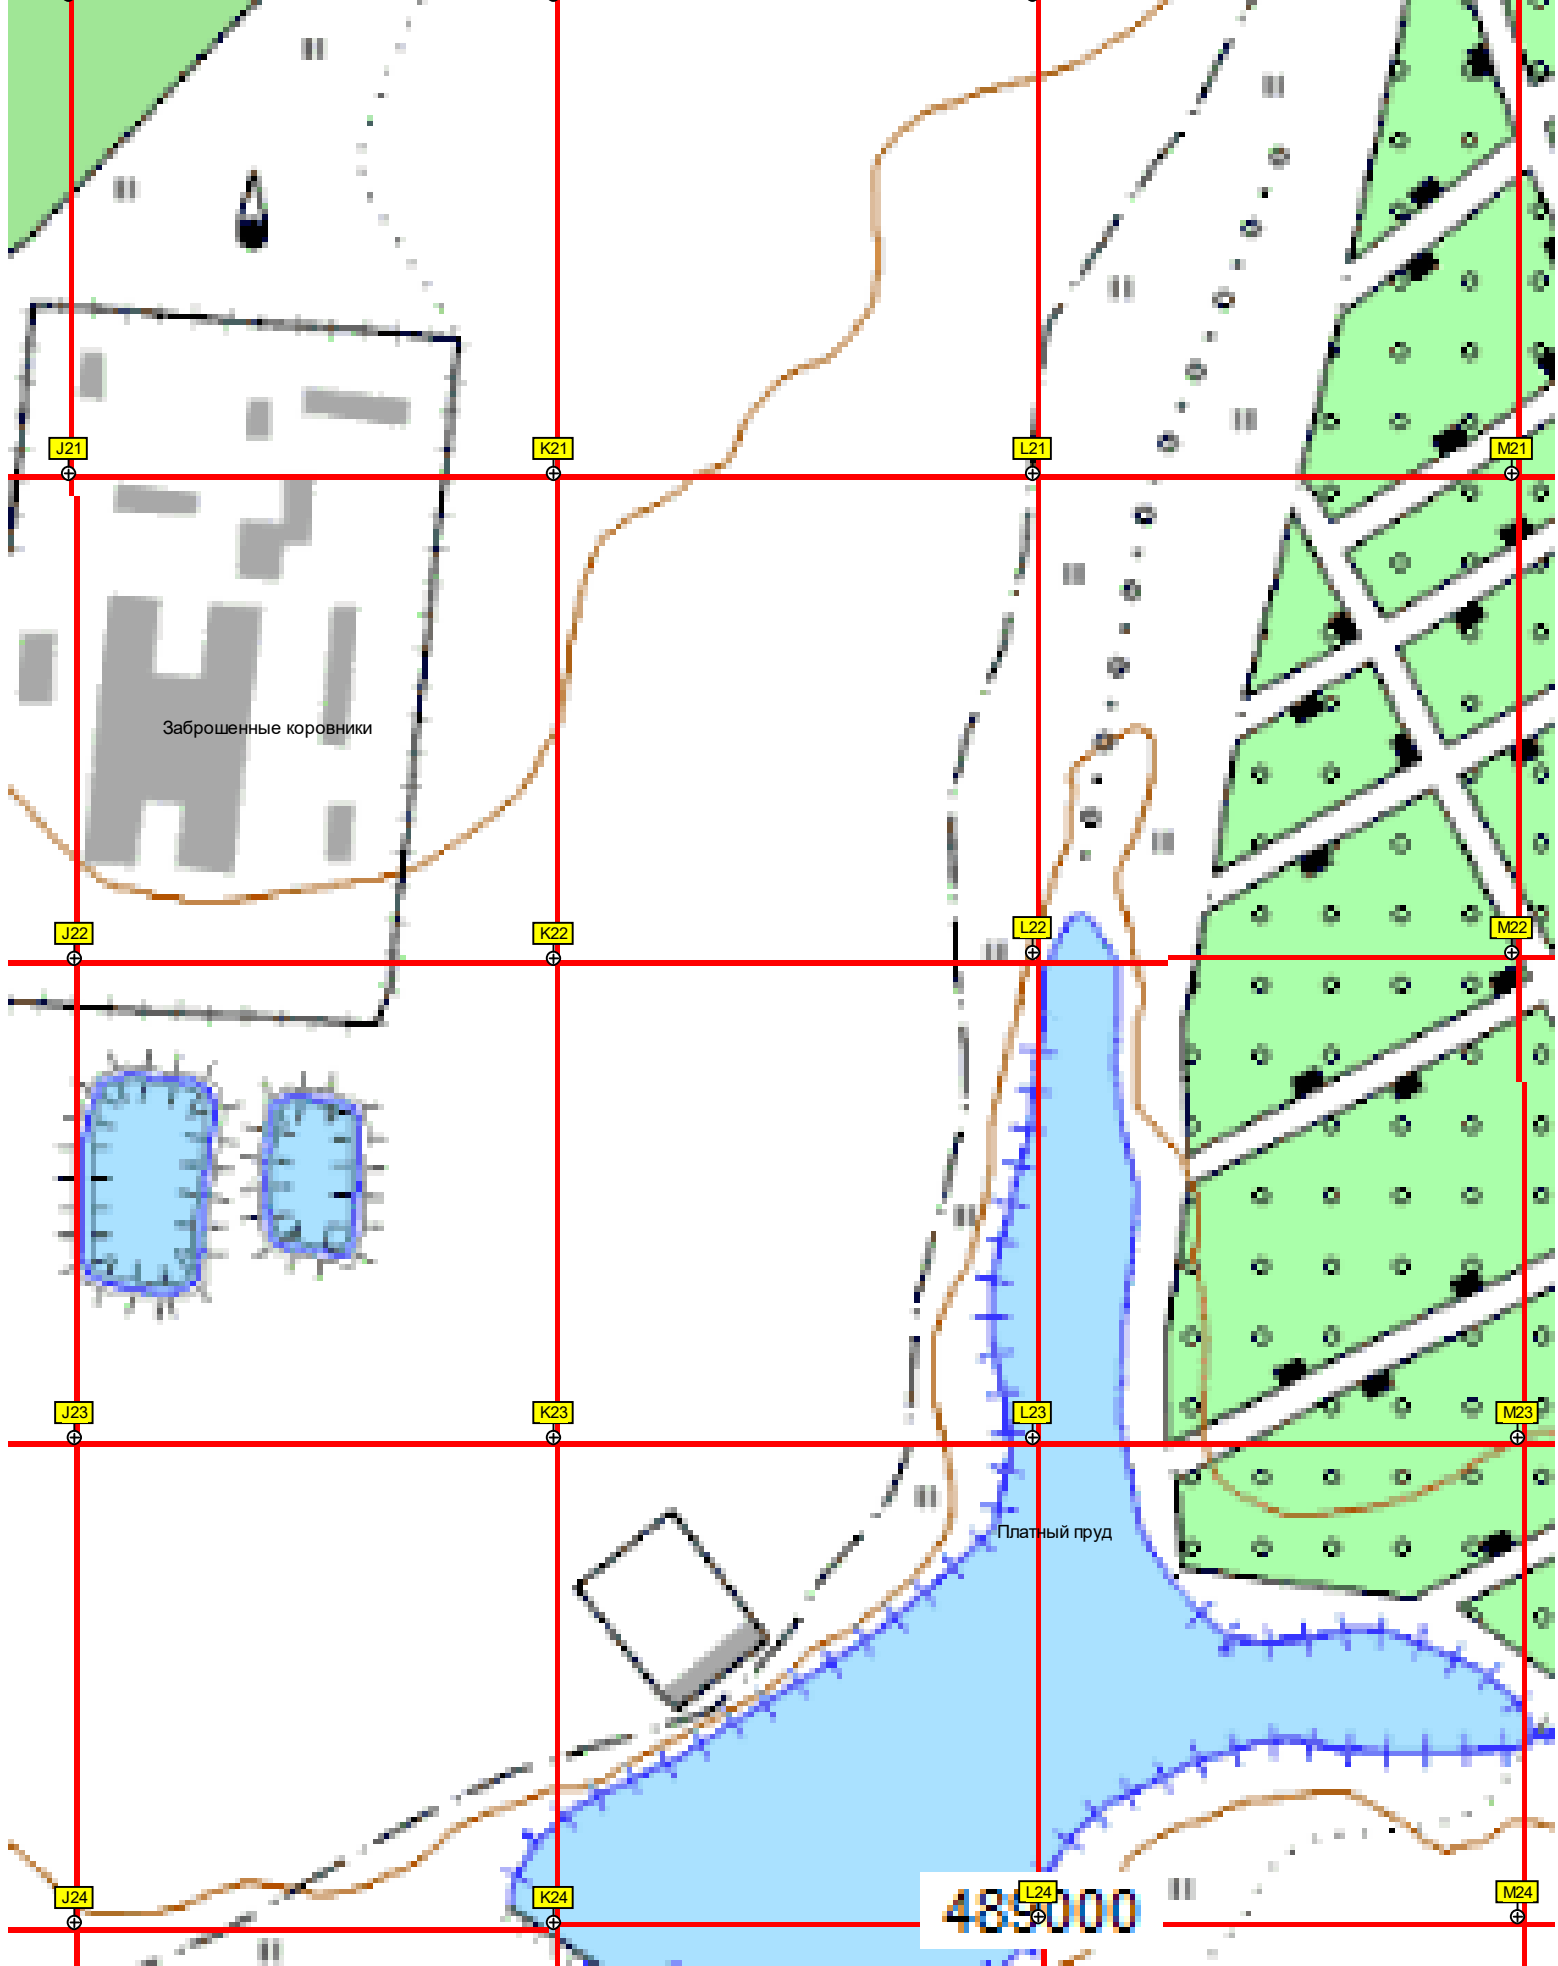 J21 K21 L21 M21
Заброшенные коровники
J22 K22 L22 M22
J23 K23 L23 M23
Платный пруд
J24 K24 L24 M24